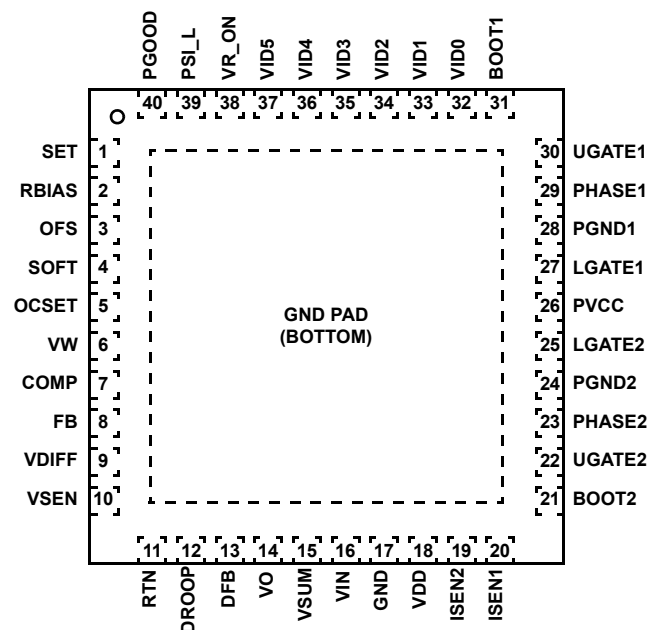 PGOOD
PSI_L
VR_ON
VID5
VID4
VID3
VID2
VID1
VID0
BOOT1
40 39 38 37 36 35 34 33 32 31
SET 1
RBIAS 2
OFS 3
SOFT 4
OCSET 5
VW 6
COMP 7
FB 8
VDIFF 9
VSEN 10
GND PAD
(BOTTOM)
30 UGATE1
29 PHASE1
28 PGND1
27 LGATE1
26 PVCC
25 LGATE2
24 PGND2
23 PHASE2
22 UGATE2
21 BOOT2
11 12 13 14 15 16 17 18 19 20
RTN
DROOP
DFB
VO
VSUM
VIN
GND
VDD
ISEN2
ISEN1